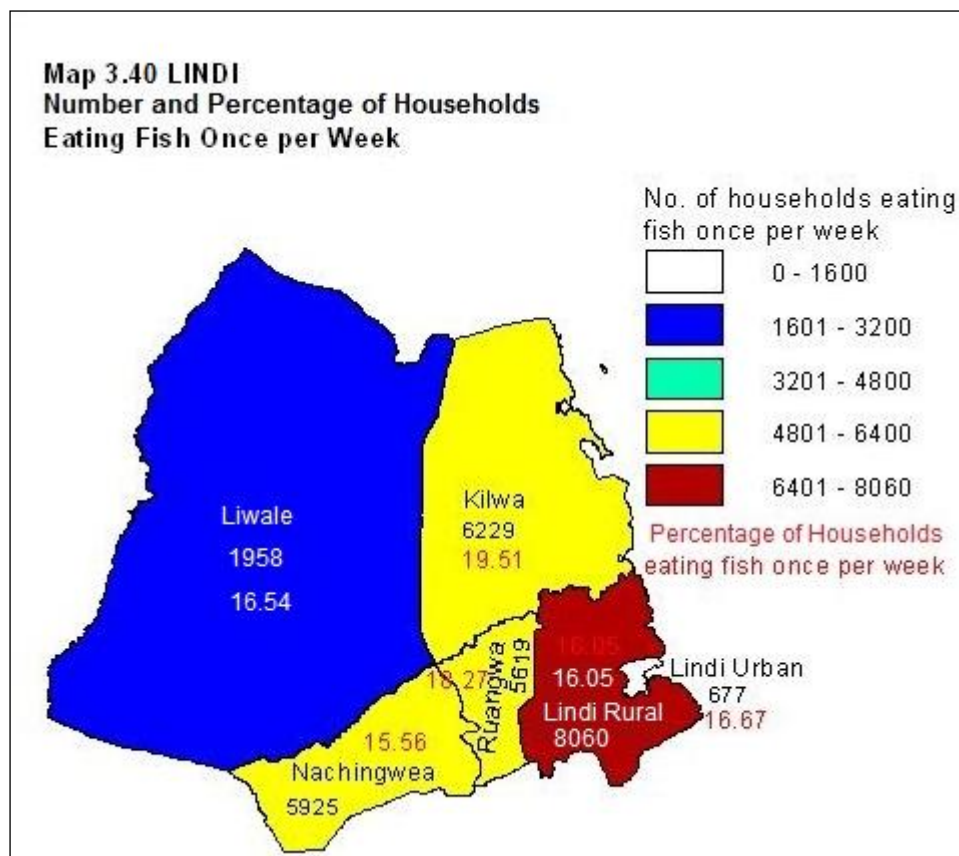 Map 3.40 LINDI
Number and Percentage of Households
Eating Fish Once per Week
No. of households eating
fish once per week
0 - 1600
1601 - 3200
3201 - 4800
4801 - 6400
6401 - 8060
Percentage of Households
eating fish once per week
Liwale
1958
16.54
Kilwa
6229
19.51
Ruangwa
5619
18.27
16.05
16.05
Lindi Rural
8060
Lindi Urban
677
16.67
15.56
Nachingwea
5925